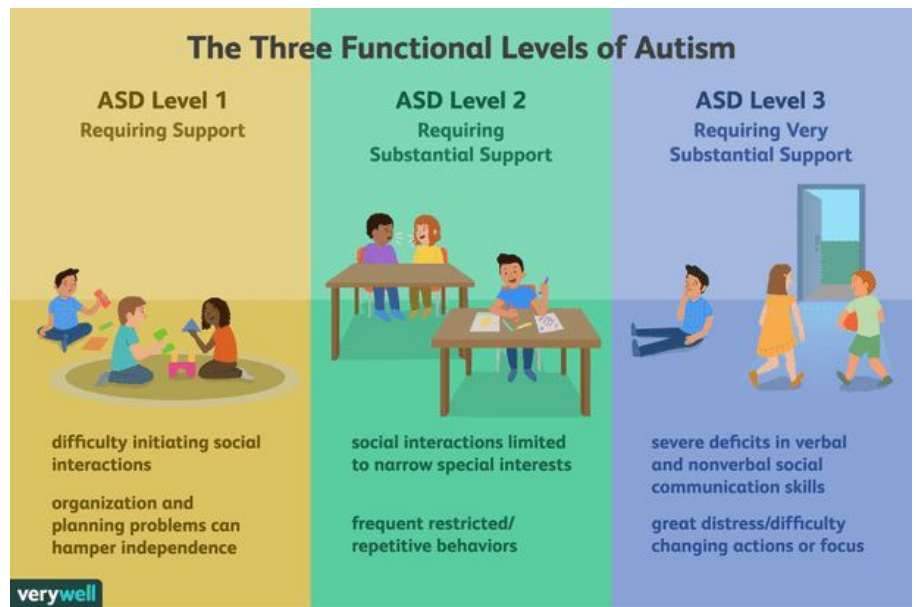 The Three Functional Levels of Autism
ASD Level 1
Requiring Support
difficulty initiating social
interactions
organization and
planning problems can
hamper independence
ASD Level 2
Requiring
Substantial Support
social interactions limited
to narrow special interests
frequent restricted/
repetitive behaviors
ASD Level 3
Requiring Very
Substantial Support
severe deficits in verbal
and nonverbal social
communication skills
great distress/difficulty
changing actions or focus
verywell